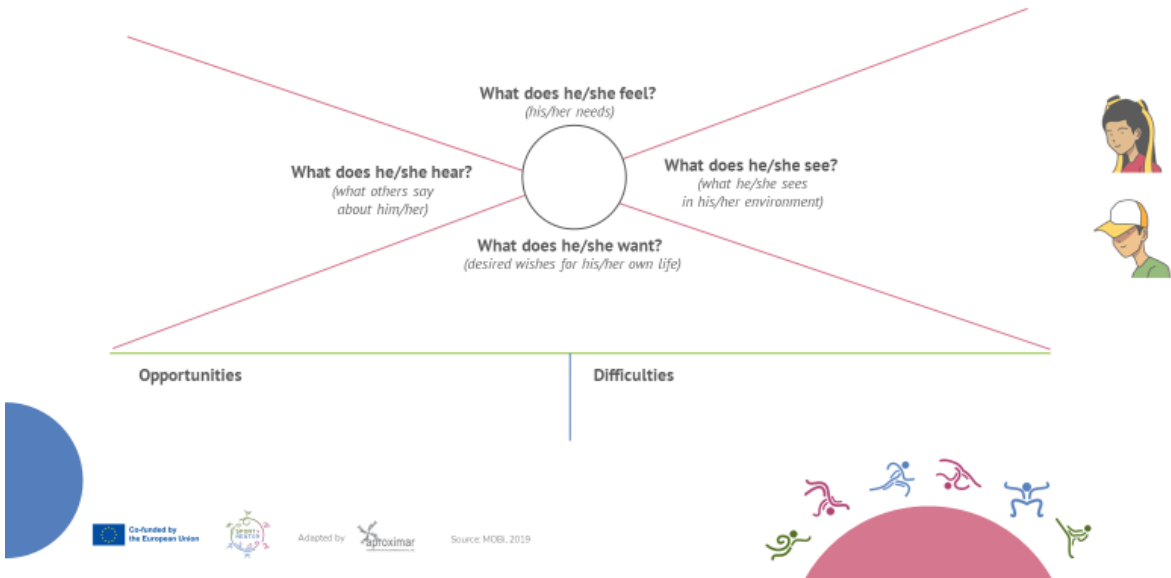 What does he/she feel?
(his/her needs)
What does he/she hear?
(what others say
about him/her)
What does he/she see?
(what he/she sees
in his/her environment)
What does he/she want?
(desired wishes for his/her own life)
Opportunities
Difficulties
Co-funded by
the European Union
SPORT+
MENTOR
Adapted by
aproximar
Source: MOBi, 2019